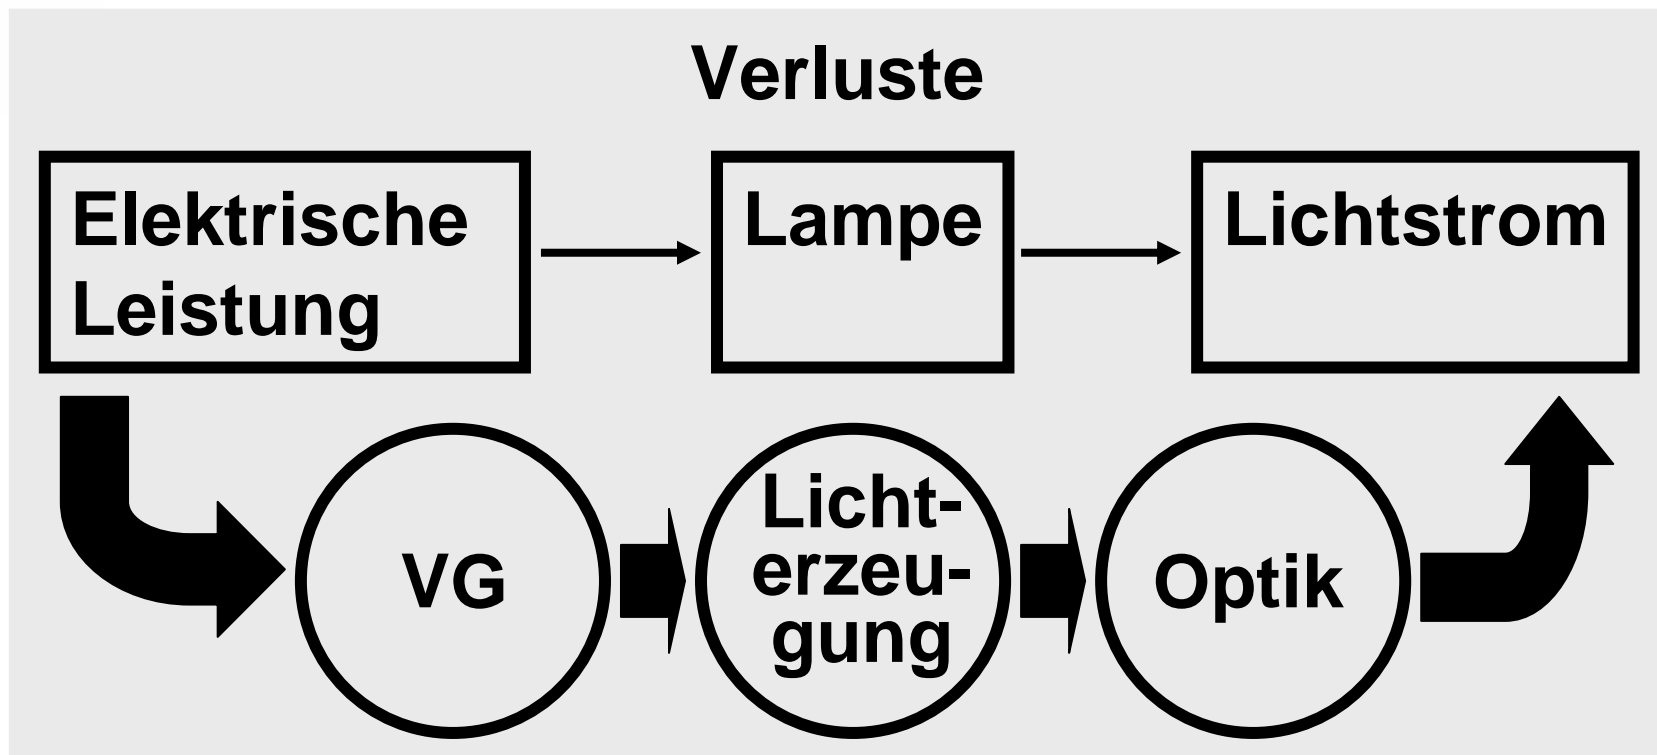 Verluste
Elektrische
Leistung
Lampe
Lichtstrom
VG
Licht-
erzeu-
gung
Optik